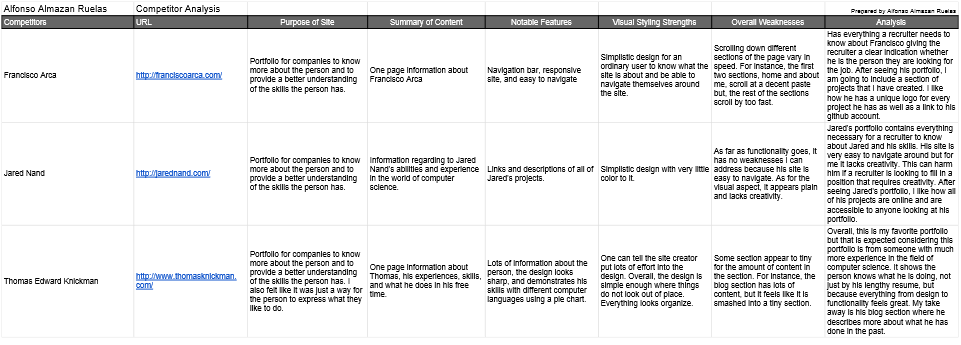 Alfonso Almazan Ruelas
Competitor Analysis
Prepared by Alfonso Almazan Ruelas
Competitors
URL
Purpose of Site
Summary of Content
Notable Features
Visual Styling Strengths
Overall Weaknesses
Analysis
Francisco Arca
http://franciscoarca.com/
Portfolio for companies to know
more about the person and to
provide a better understanding
of the skills the person has.
One page information about
Francisco Arca
Navigation bar, responsive
site, and easy to navigate
Simplistic design for an
ordinary user to know what the
site is about and be able to
navigate themselves around
the site.
Scrolling down different
sections of the page vary in
speed. For instance, the first
two sections, home and about
me, scroll at a decent paste
but, the rest of the sections
scroll by too fast.
Has everything a recruiter needs to
know about Francisco giving the
recruiter a clear indication whether
he is the person they are looking for
the job. After seeing his portfolio, I
am going to include a section of
projects that I have created. I like
how he has a unique logo for every
project he has as well as a link to his
github account.
Jared Nand
http://jarednand.com/
Portfolio for companies to know
more about the person and to
provide a better understanding
of the skills the person has.
Information regarding to Jared
Nand's abilities and experience
in the world of computer
science.
Links and descriptions of all of
Jared's projects.
Simplistic design with very little
color to it.
As far as functionality goes, it
has no weaknesses I can
address because his site is
easy to navigate. As for the
visual aspect, it appears plain
and lacks creativity.
Jared's portfolio contains everything
necessary for a recruiter to know
about Jared and his skills. His site is
very easy to navigate around but for
me it lacks creativity. This can harm
him if a recruiter is looking to fill in a
position that requires creativity. After
seeing Jared's portfolio, I like how all
of his projects are online and are
accessible to anyone looking at his
portfolio.
Thomas Edward Knickman
http://www.thomasknickman.
com/
Portfolio for companies to know
more about the person and to
provide a better understanding
of the skills the person has. I
also felt like it was just a way for
the person to express what they
like to do.
One page information about
Thomas, his experiences, skills,
and what he does in his free
time.
Lots of information about the
person, the design looks
sharp, and demonstrates his
skills with different computer
languages using a pie chart.
One can tell the site creator
put lots of effort into the
design. Overall, the design is
simple enough where things
do not look out of place.
Everything looks organize.
Some section appear to tiny
for the amount of content in
the section. For instance, the
blog section has lots of
content, but it feels like it is
smashed into a tiny section.
Overall, this is my favorite portfolio
but that is expected considering this
portfolio is from someone with much
more experience in the field of
computer science. It shows the
person knows what he is doing, not
just by his lengthy resume, but
because everything from design to
functionality feels great. My take
away is his blog section where he
describes more about what he has
done in the past.